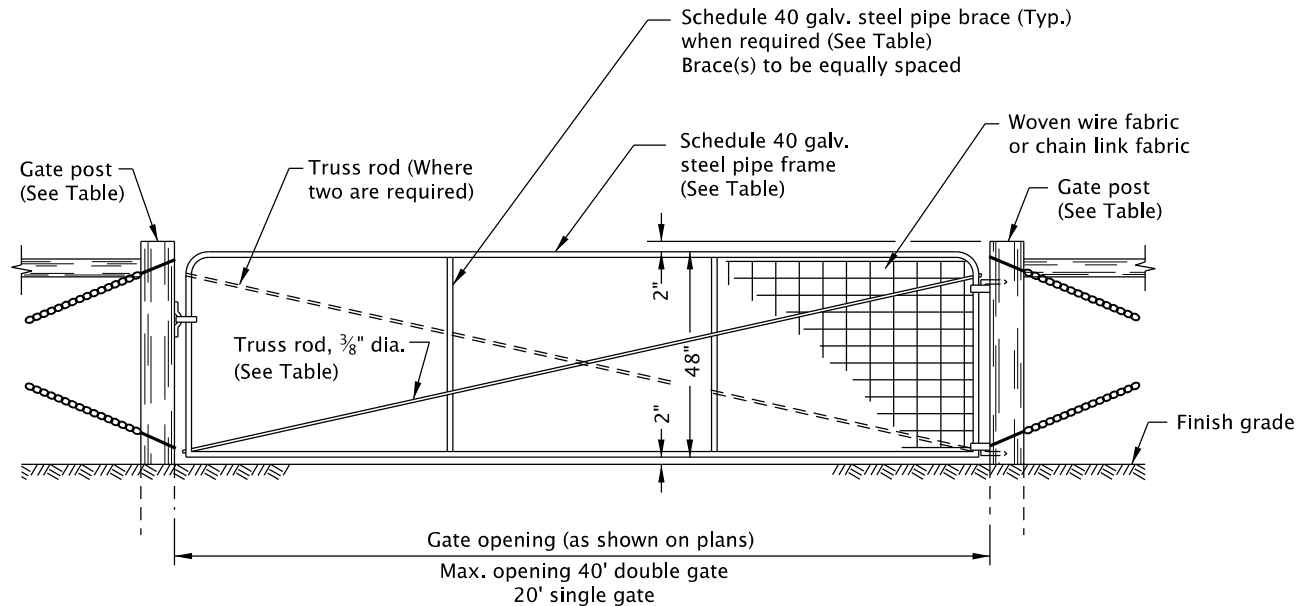 Schedule 40 galv. steel pipe brace (Typ.)
when required (See Table)
Brace(s) to be equally spaced
Woven wire fabric
or chain link fabric
Schedule 40 galv.
steel pipe frame
(See Table)
Gate post
(See Table)
Truss rod (Where
two are required)
Gate post
(See Table)
2"
Truss rod, ⅜" dia.
(See Table)
48"
2"
Finish grade
Gate opening (as shown on plans)
Max. opening 40' double gate
20' single gate